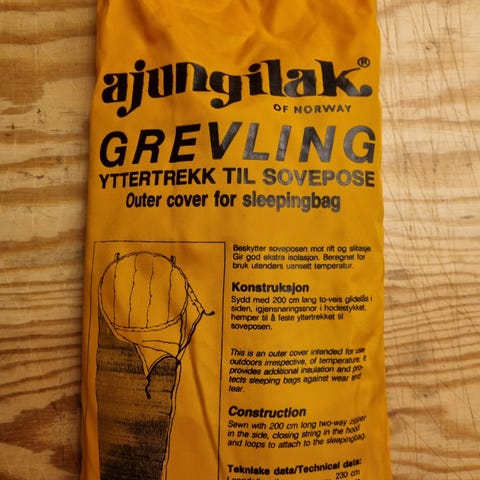 ajungilak®
OF NORWAY
GREVLING
YTTERTREKK TIL SOVEPOSE
Outer cover for sleepingbag
Beskytter soveposen mot rift og slitasje.
Gir god ekstra isolasjon. Beregnet for
bruk utendørs uansett temperatur.
Konstruksjon
Sydd med 200 cm lang to-veis glidelås i
siden, igjensnøringssnor i hodestykket,
hemper til å feste yttertrekket til
soveposen.
This is an outer cover intended for use
outdoors irrespective, of temperature; it
provides additional insulation and pro-
tects sleeping bags against wear and
tear.
Construction
Sewn with 200 cm long two-way zipper
in the side, closing string in the hood
and loops to attach to the sleepingbag.
Tekniske data/Technical data:
230 cm